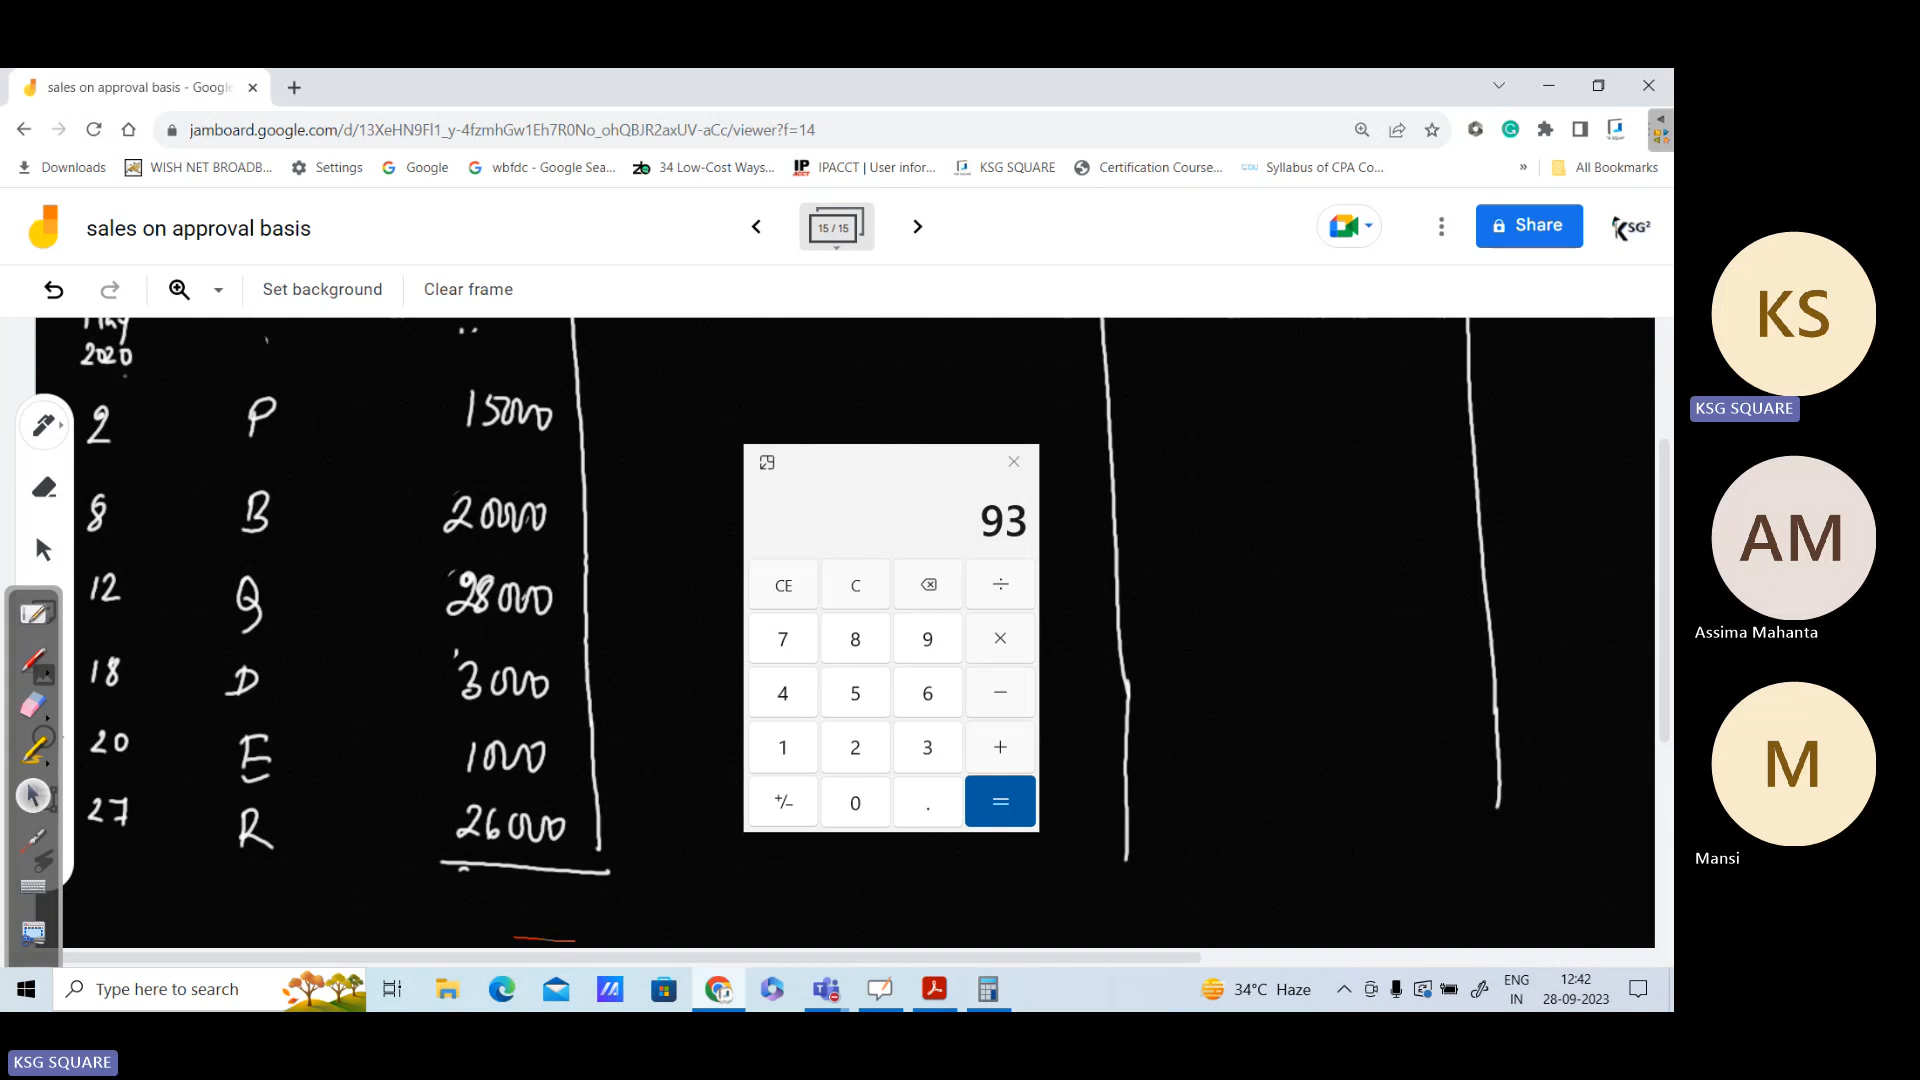 sales on approval basis - Google
jamboard.google.com/d/13XeHN9Fl1_y-4fzmhGw1Eh7R0No_ohQBJR2axUV-aCc/viewer?f=14
Downloads WISH NET BROADB... Settings Google wbfdc - Google Sea... 34 Low-Cost Ways... IPACCT | User infor... KSG SQUARE Certification Course... Syllabus of CPA Co... » All Bookmarks
sales on approval basis 15 / 15 Share KSG²
Set background Clear frame
May
2020
2 P 15000
8 B 20000
12 Q 28000
18 D 3000
20 E 1000
27 R 26000
93
CE C ⌫ ÷
7 8 9 ×
4 5 6 −
1 2 3 +
+/− 0 . =
KS
KSG SQUARE
AM
Assima Mahanta
M
Mansi
Type here to search 34°C Haze ENG IN 12:42 28-09-2023
KSG SQUARE